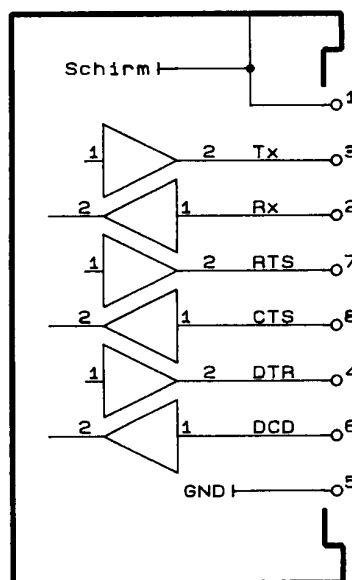 Schirm
1
1 2 Tx 3
2 1 Rx 2
1 2 RTS 7
2 1 CTS 8
1 2 DTR 4
2 1 DCD 6
GND 5